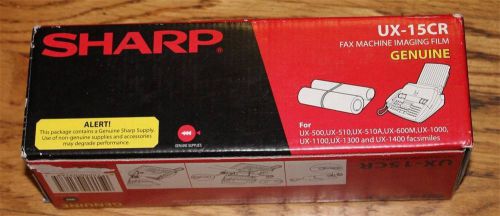 SHARP®
UX-15CR
FAX MACHINE IMAGING FILM
GENUINE
ALERT!
This package contains a Genuine Sharp Supply.
Use of non-genuine supplies and accessories
may degrade performance
GENUINE SUPPLIES
For
UX-500,UX-510,UX-510A,UX-600M,UX-1000,
UX-1100,UX-1300 and UX-1400 facsimiles
UX-15CR
GENUINE